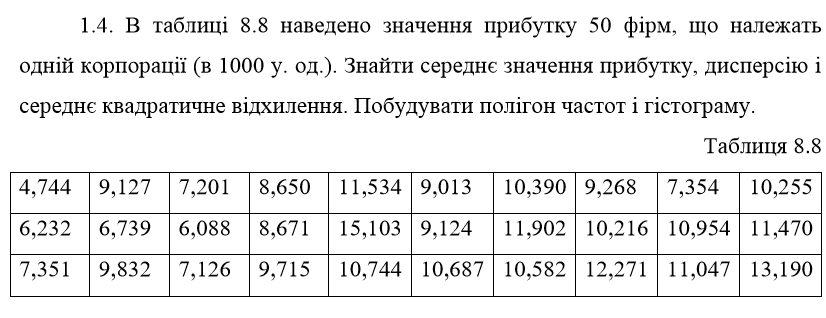 1.4. В таблиці 8.8 наведено значення прибутку 50 фірм, що належать
одній корпорації (в 1000 у. од.). Знайти середнє значення прибутку, дисперсію і
середнє квадратичне відхилення. Побудувати полігон частот і гістограму.
Таблиця 8.8
4,744 9,127 7,201 8,650 11,534 9,013 10,390 9,268 7,354 10,255
6,232 6,739 6,088 8,671 15,103 9,124 11,902 10,216 10,954 11,470
7,351 9,832 7,126 9,715 10,744 10,687 10,582 12,271 11,047 13,190